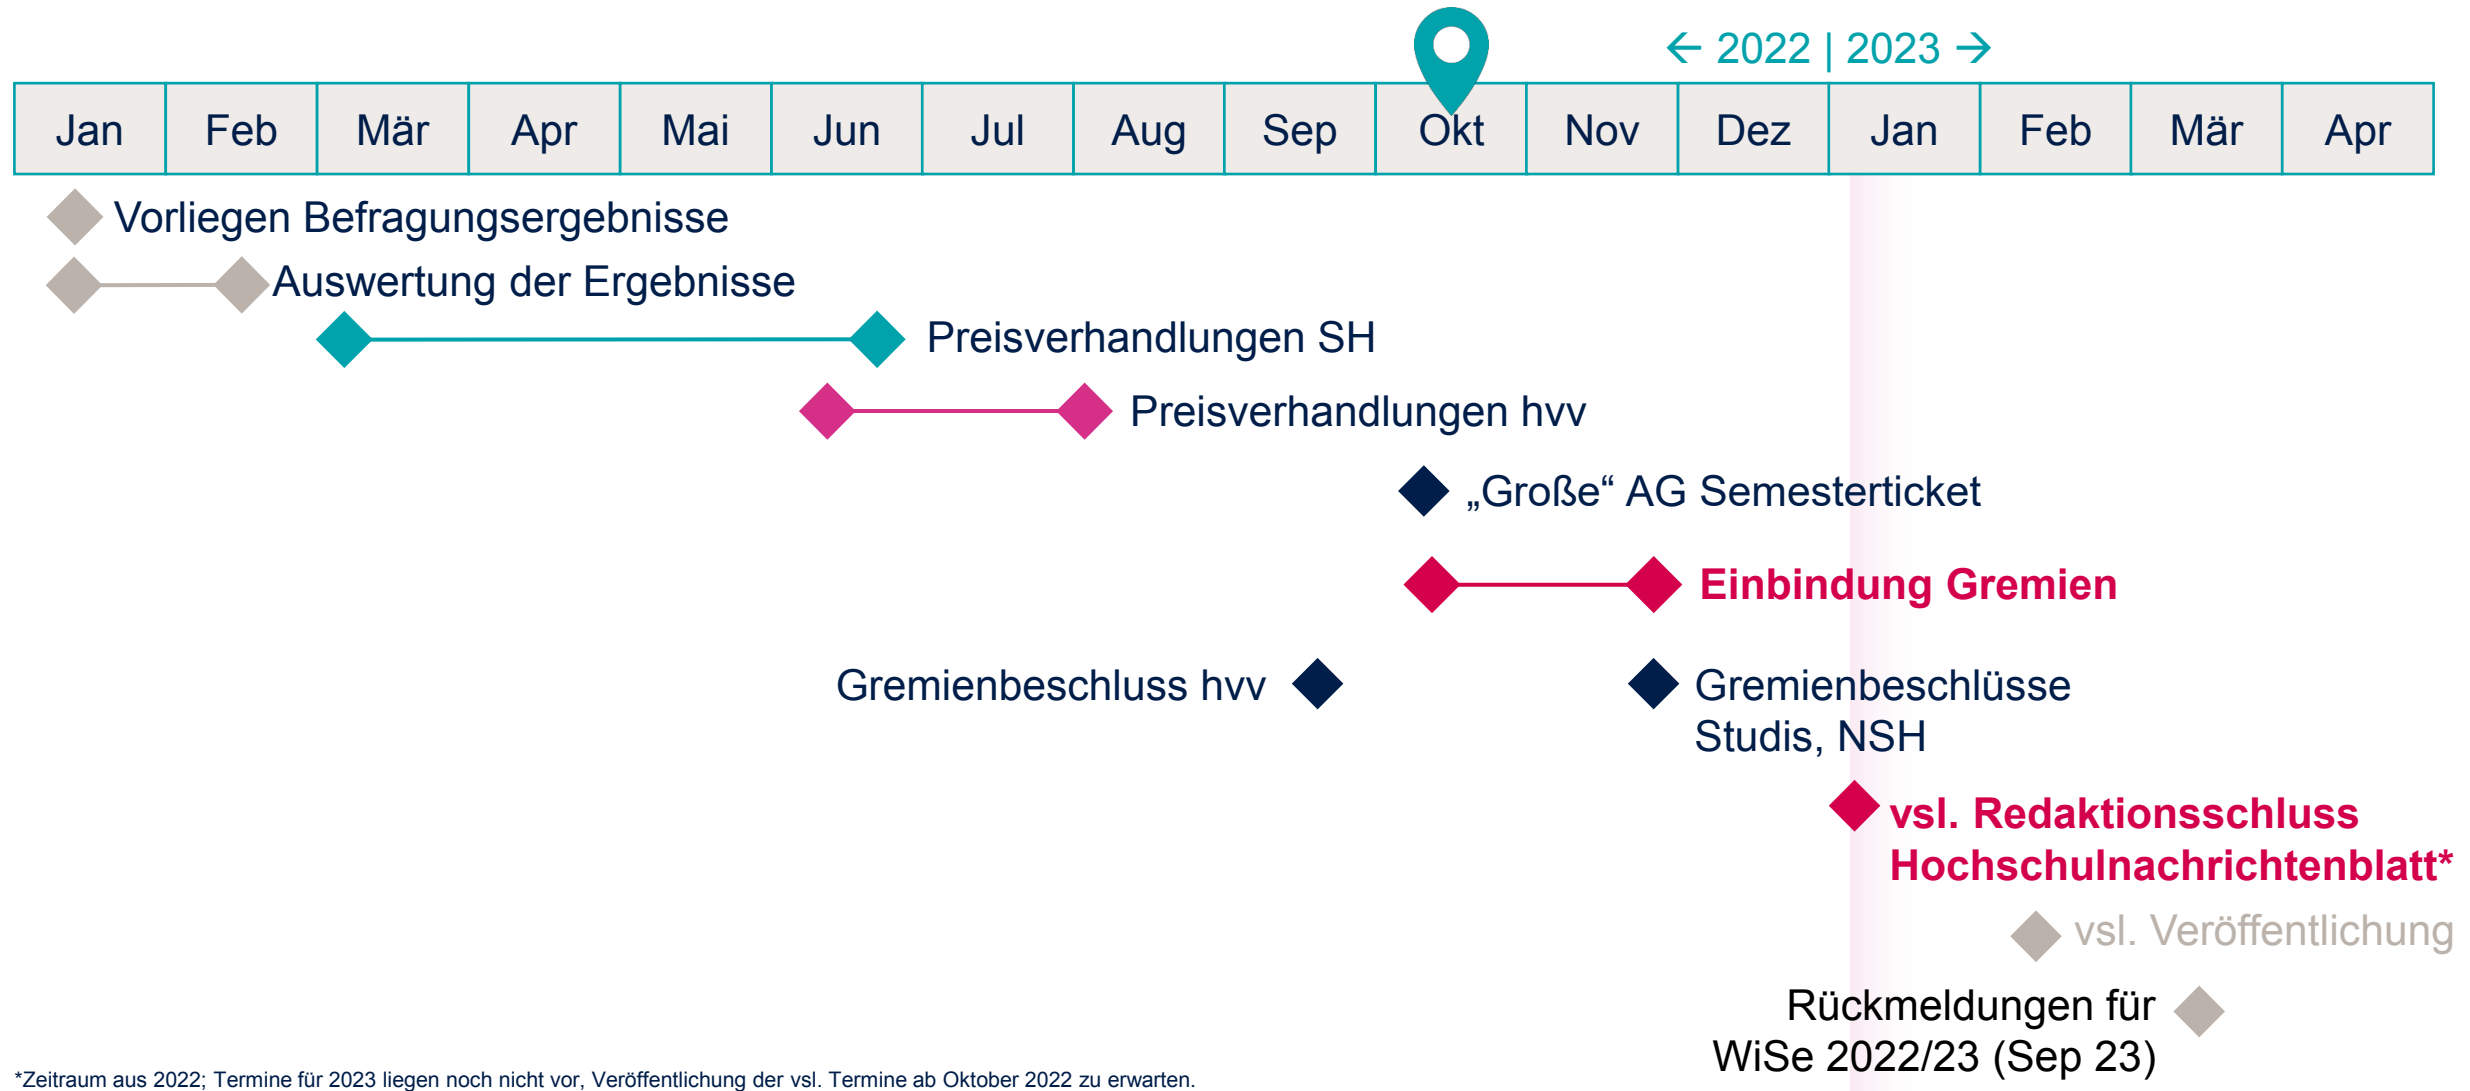 ← 2022 | 2023 →
Jan Feb Mär Apr Mai Jun Jul Aug Sep Okt Nov Dez Jan Feb Mär Apr
Vorliegen Befragungsergebnisse
Auswertung der Ergebnisse
Preisverhandlungen SH
Preisverhandlungen hvv
„Große“ AG Semesterticket
Einbindung Gremien
Gremienbeschluss hvv
Gremienbeschlüsse
Studis, NSH
vsl. Redaktionsschluss
Hochschulnachrichtenblatt*
vsl. Veröffentlichung
Rückmeldungen für
WiSe 2022/23 (Sep 23)
*Zeitraum aus 2022; Termine für 2023 liegen noch nicht vor, Veröffentlichung der vsl. Termine ab Oktober 2022 zu erwarten.